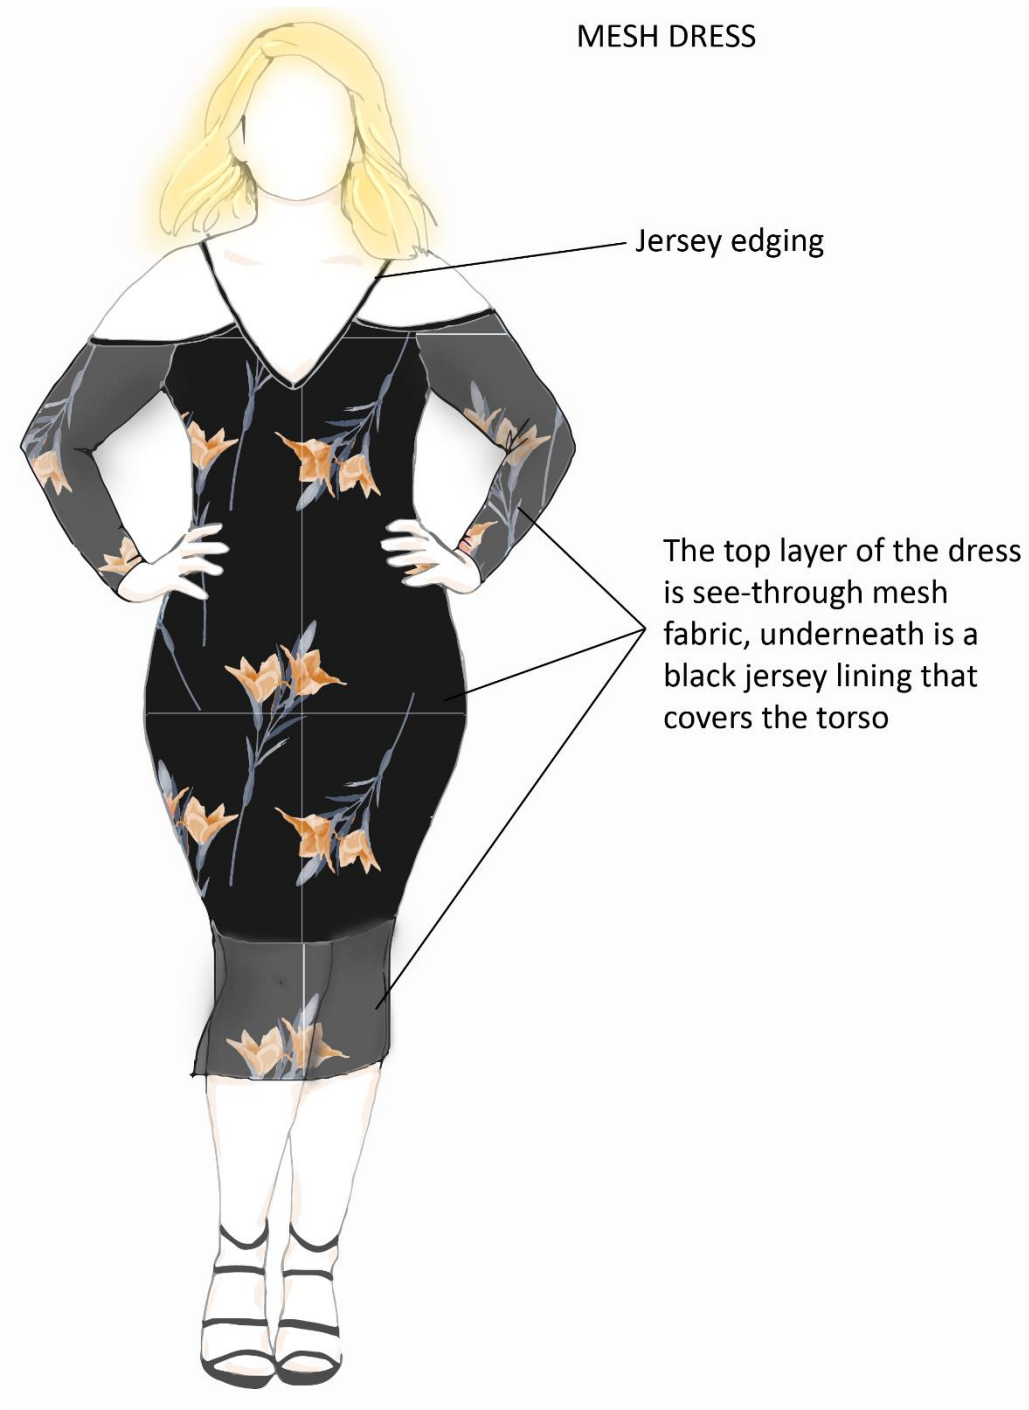 MESH DRESS
Jersey edging
The top layer of the dress
is see-through mesh
fabric, underneath is a
black jersey lining that
covers the torso